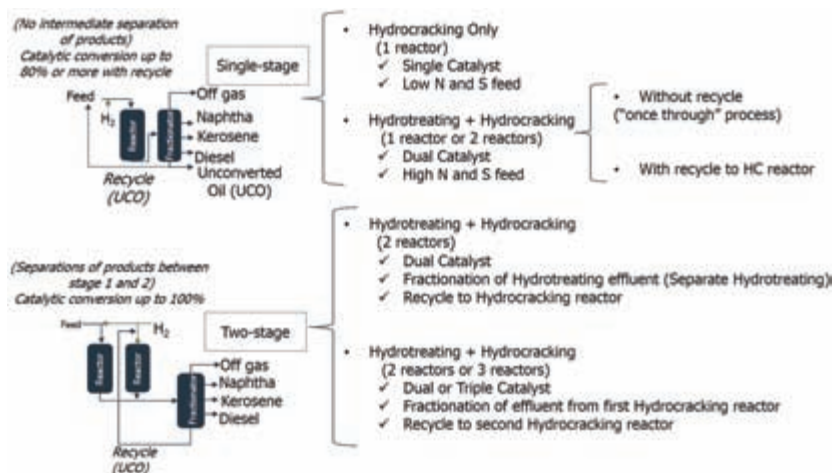 (No intermediate separation
of products)
Catalytic conversion up to
80% or more with recycle
Feed
H2
Reactor
Fractionator
Off gas
Naphtha
Kerosene
Diesel
Unconverted
Oil (UCO)
Recycle
(UCO)
Single-stage
• Hydrocracking Only
(1 reactor)
✓ Single Catalyst
✓ Low N and S feed
• Hydrotreating + Hydrocracking
(1 reactor or 2 reactors)
✓ Dual Catalyst
✓ High N and S feed
• Without recycle
("once through" process)
• With recycle to HC reactor
(Separations of products between
stage 1 and 2)
Catalytic conversion up to 100%
Feed
H2
Reactor
Reactor
Fractionator
Off gas
Naphtha
Kerosene
Diesel
Recycle
(UCO)
Two-stage
• Hydrotreating + Hydrocracking
(2 reactors)
✓ Dual Catalyst
✓ Fractionation of Hydrotreating effluent (Separate Hydrotreating)
✓ Recycle to Hydrocracking reactor
• Hydrotreating + Hydrocracking
(2 reactors or 3 reactors)
✓ Dual or Triple Catalyst
✓ Fractionation of effluent from first Hydrocracking reactor
✓ Recycle to second Hydrocracking reactor